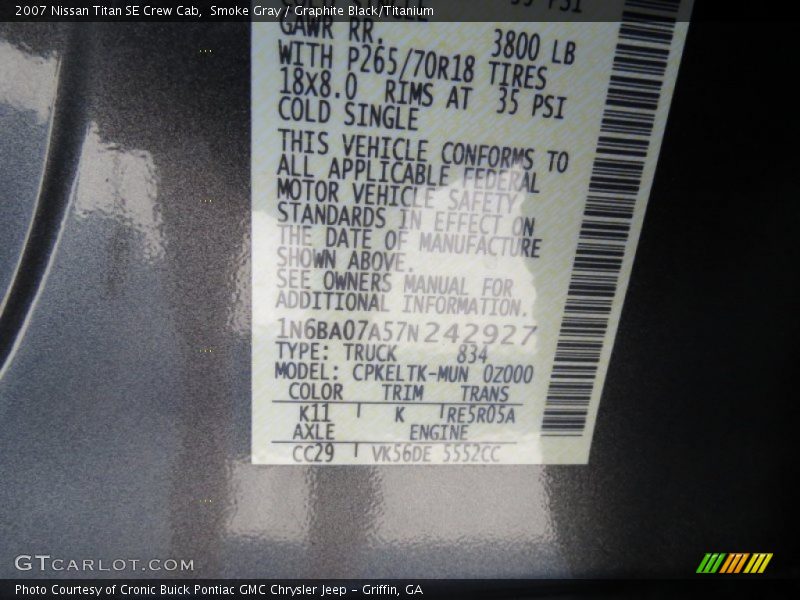 2007 Nissan Titan SE Crew Cab,  Smoke Gray / Graphite Black/Titanium
GAWR RR. 3800 LB
WITH P265/70R18 TIRES
18X8.0 RIMS AT 35 PSI
COLD SINGLE
THIS VEHICLE CONFORMS TO
ALL APPLICABLE FEDERAL
MOTOR VEHICLE SAFETY
STANDARDS IN EFFECT ON
THE DATE OF MANUFACTURE
SHOWN ABOVE.
SEE OWNERS MANUAL FOR
ADDITIONAL INFORMATION.
1N6BA07A57N242927
TYPE: TRUCK 834
MODEL: CPKELTK-MUN 0Z000
COLOR TRIM TRANS
K11 K RE5R05A
AXLE ENGINE
CC29 VK56DE 5552CC
GTCARLOT.COM
Photo Courtesy of Cronic Buick Pontiac GMC Chrysler Jeep - Griffin, GA